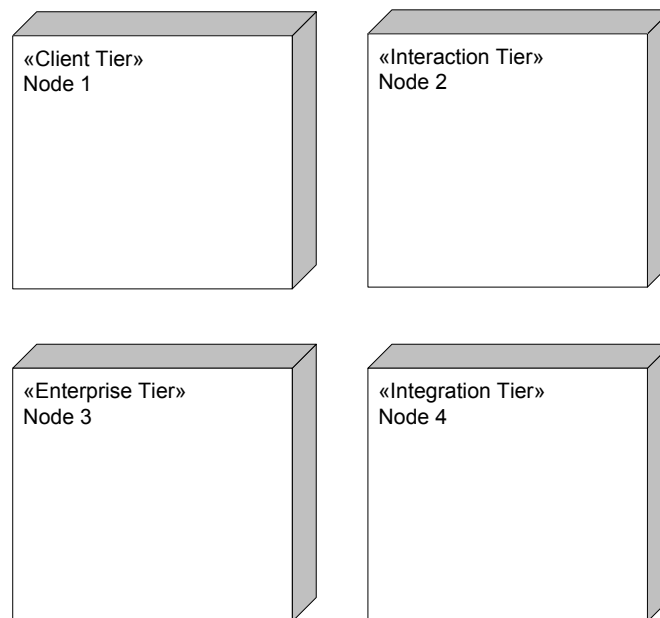 «Client Tier»
Node 1
«Interaction Tier»
Node 2
«Enterprise Tier»
Node 3
«Integration Tier»
Node 4